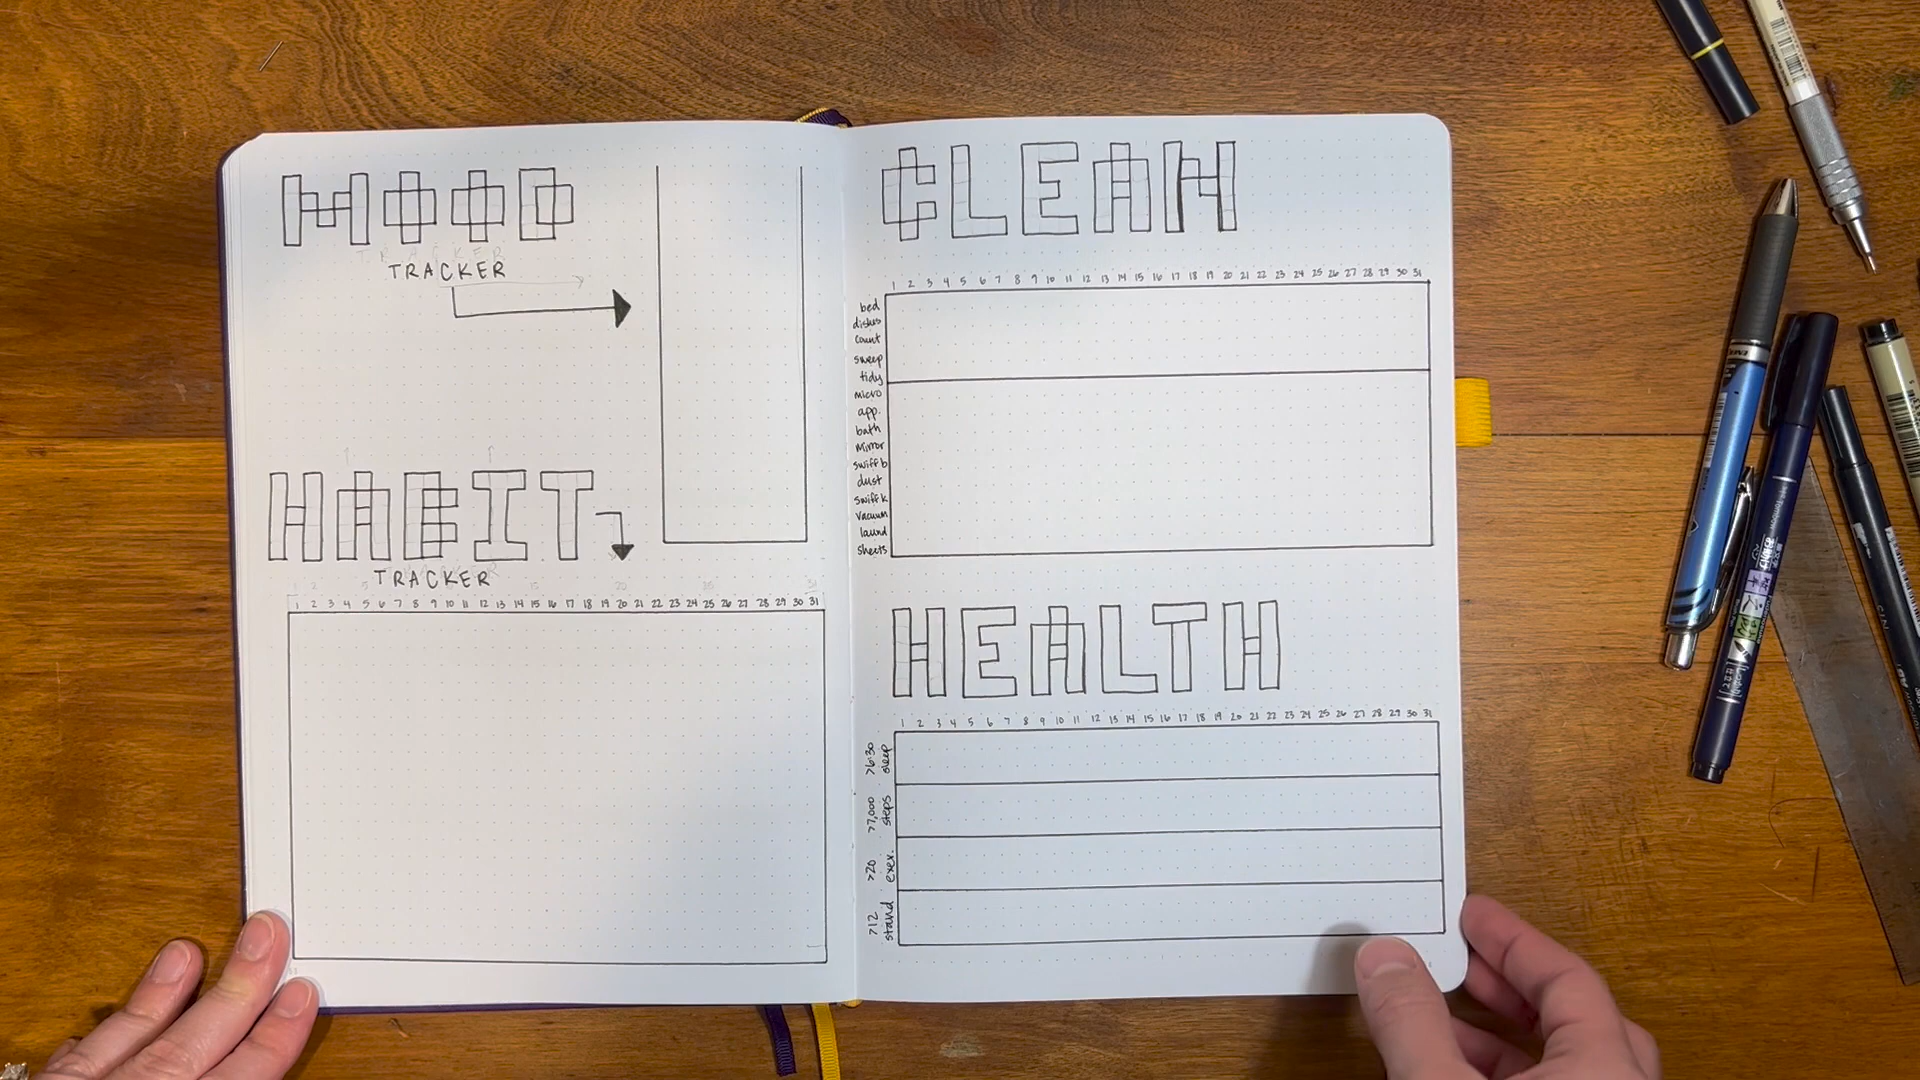 MOOD
TRACKER
HABIT
TRACKER
1 2 3 4 5 6 7 8 9 10 11 12 13 14 15 16 17 18 19 20 21 22 23 24 25 26 27 28 29 30 31
CLEAN
1 2 3 4 5 6 7 8 9 10 11 12 13 14 15 16 17 18 19 20 21 22 23 24 25 26 27 28 29 30 31
bed
dishes
count
sweep
tidy
micro
app.
bath
mirror
swiff b
dust
swiff k
vacuum
laund
sheets
HEALTH
1 2 3 4 5 6 7 8 9 10 11 12 13 14 15 16 17 18 19 20 21 22 23 24 25 26 27 28 29 30 31
>6:30
sleep
>7,000
steps
>20
exer.
>12
stand